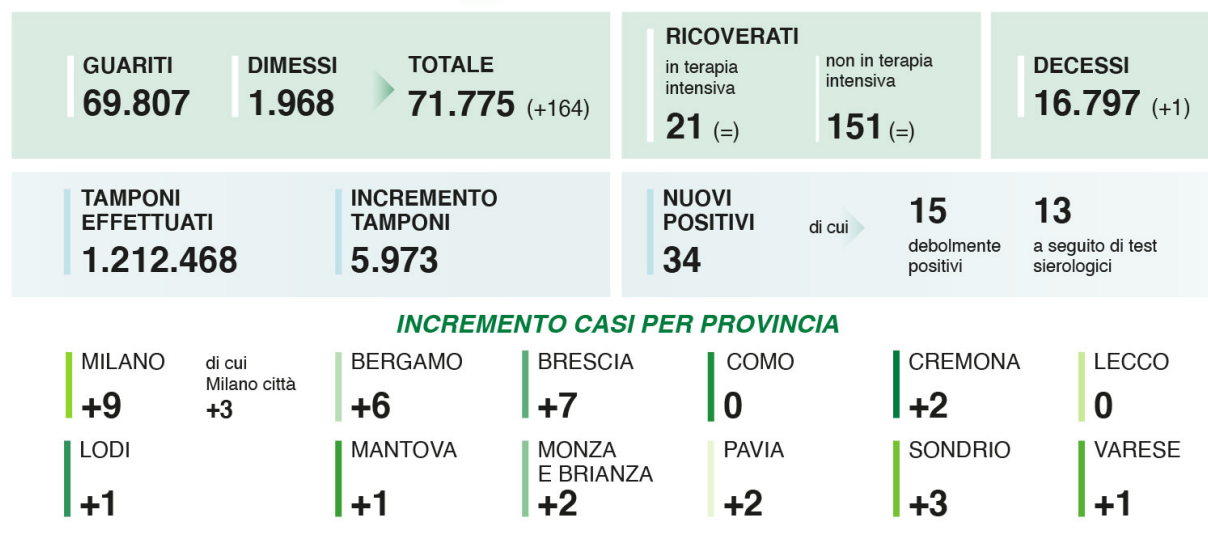 GUARITI
69.807
DIMESSI
1.968
TOTALE
71.775 (+164)
RICOVERATI
in terapia
intensiva
21 (=)
non in terapia
intensiva
151 (=)
DECESSI
16.797 (+1)
TAMPONI
EFFETTUATI
1.212.468
INCREMENTO
TAMPONI
5.973
NUOVI
POSITIVI
34
di cui
15
debolmente
positivi
13
a seguito di test
sierologici
INCREMENTO CASI PER PROVINCIA
MILANO
+9
di cui
Milano città
+3
BERGAMO
+6
BRESCIA
+7
COMO
0
CREMONA
+2
LECCO
0
LODI
+1
MANTOVA
+1
MONZA
E BRIANZA
+2
PAVIA
+2
SONDRIO
+3
VARESE
+1